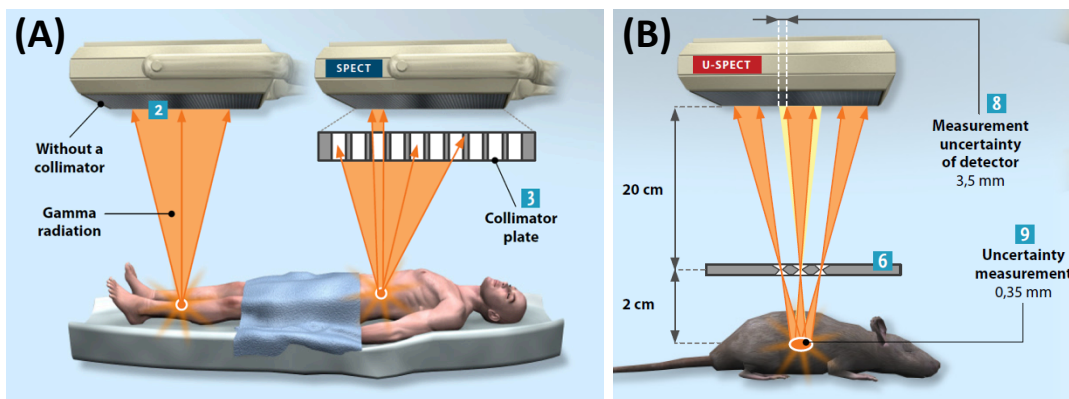 (A)
SPECT
2
Without a
collimator
Gamma
radiation
3
Collimator
plate
(B)
U-SPECT
8
Measurement
uncertainty
of detector
3,5 mm
20 cm
6
9
Uncertainty
measurement
0,35 mm
2 cm